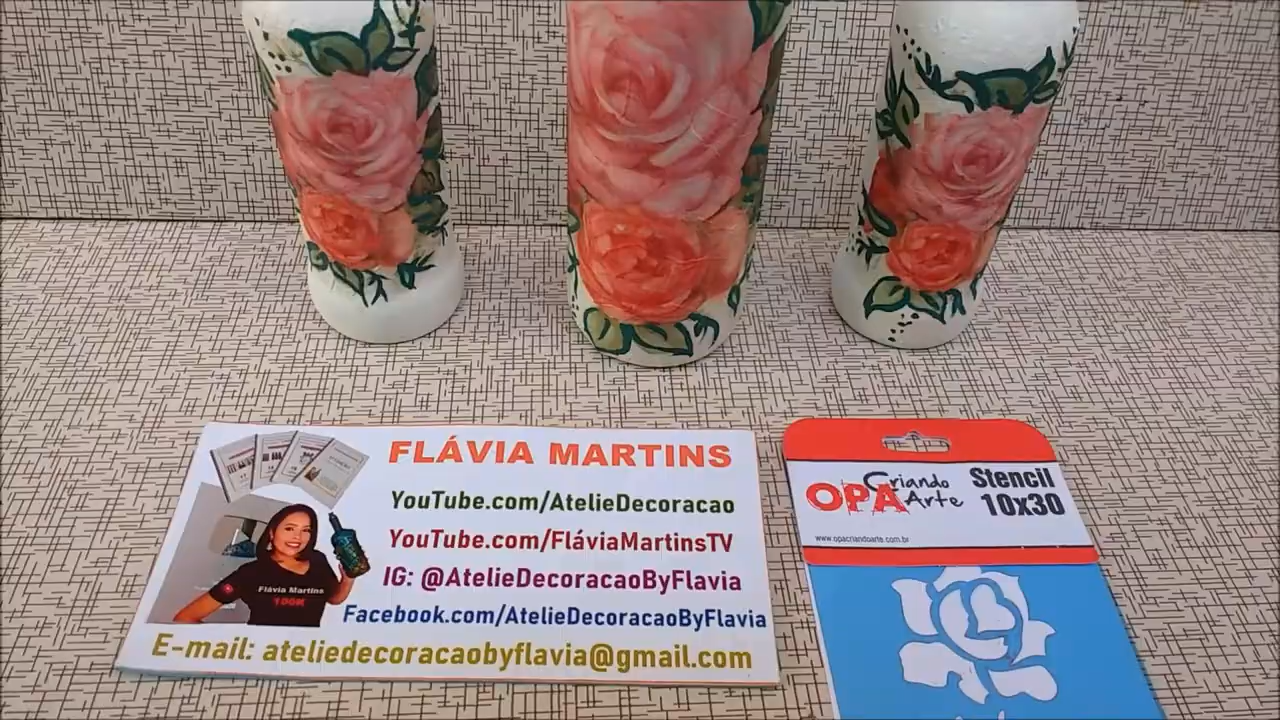 FLÁVIA MARTINS
YouTube.com/AtelieDecoracao
YouTube.com/FláviaMartinsTV
IG: @AtelieDecoracaoByFlavia
Facebook.com/AtelieDecoracaoByFlavia
E-mail: ateliedecoracaobyflavia@gmail.com
Flávia Martins
100K
OPA Criando Arte
Stencil
10x30
www.opacriandoarte.com.br